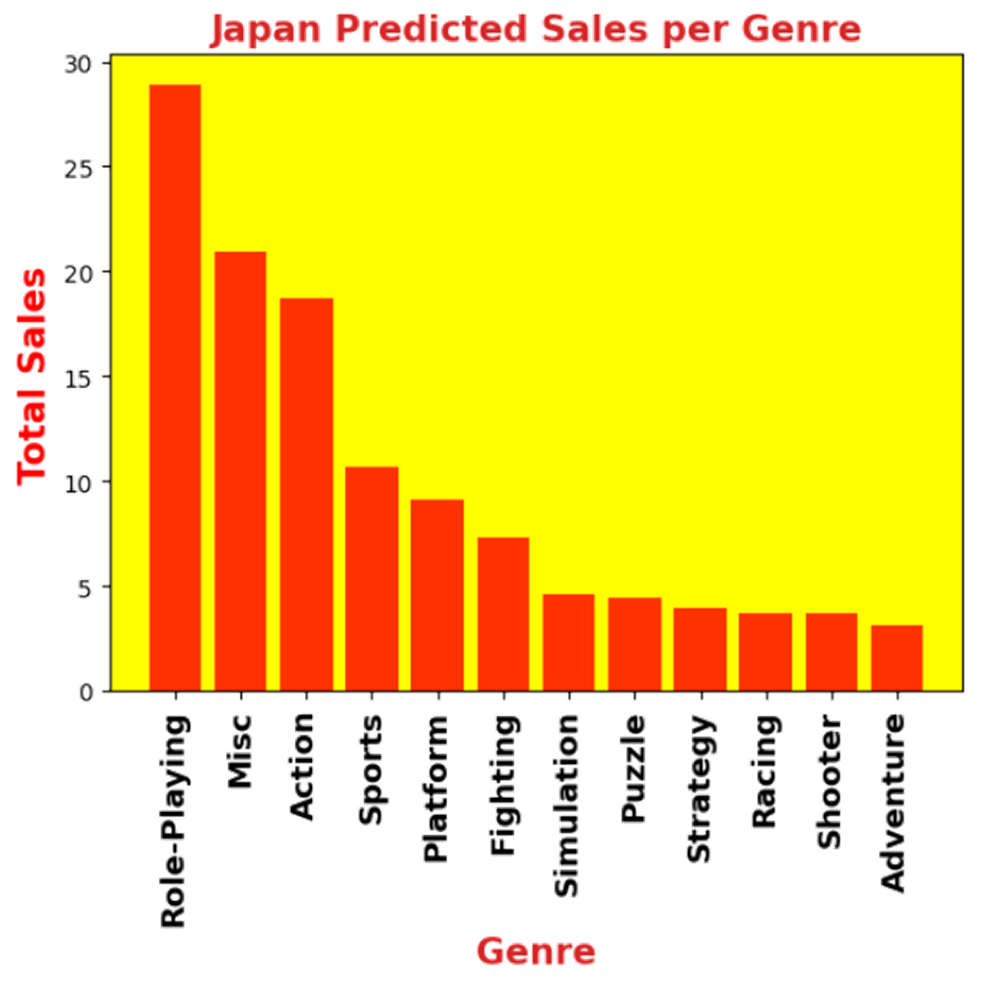 Japan Predicted Sales per Genre
Total Sales
30
25
20
15
10
5
0
Role-Playing
Misc
Action
Sports
Platform
Fighting
Simulation
Puzzle
Strategy
Racing
Shooter
Adventure
Genre